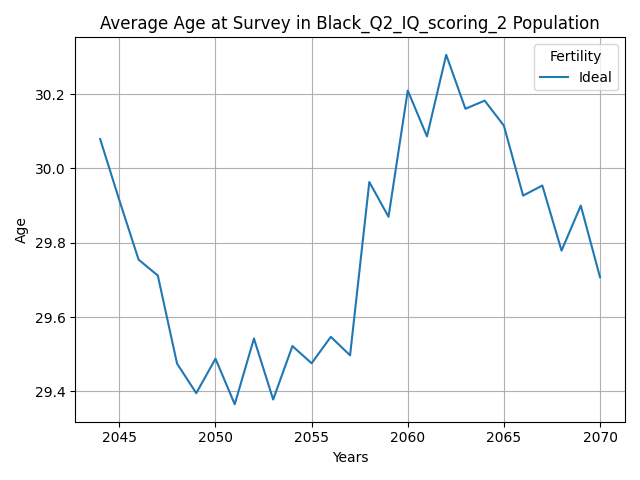 Average Age at Survey in Black_Q2_IQ_scoring_2 Population
Fertility
Ideal
Age
30.2
30.0
29.8
29.6
29.4
2045 2050 2055 2060 2065 2070
Years